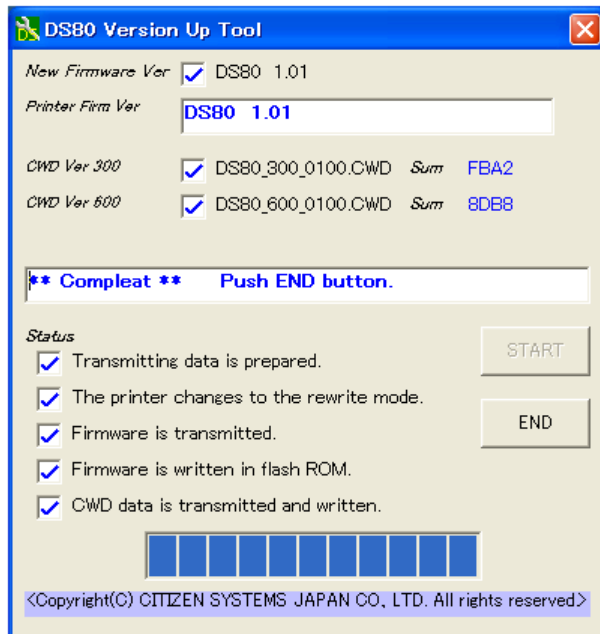 DS80 Version Up Tool
New Firmware Ver DS80 1.01
Printer Firm Ver DS80 1.01
CWD Ver 300 DS80_300_0100.CWD Sum FBA2
CWD Ver 600 DS80_600_0100.CWD Sum 8DB8
** Compleat ** Push END button.
Status
START
Transmitting data is prepared.
The printer changes to the rewrite mode.
END
Firmware is transmitted.
Firmware is written in flash ROM.
CWD data is transmitted and written.
<Copyright(C) CITIZEN SYSTEMS JAPAN CO, LTD. All rights reserved>